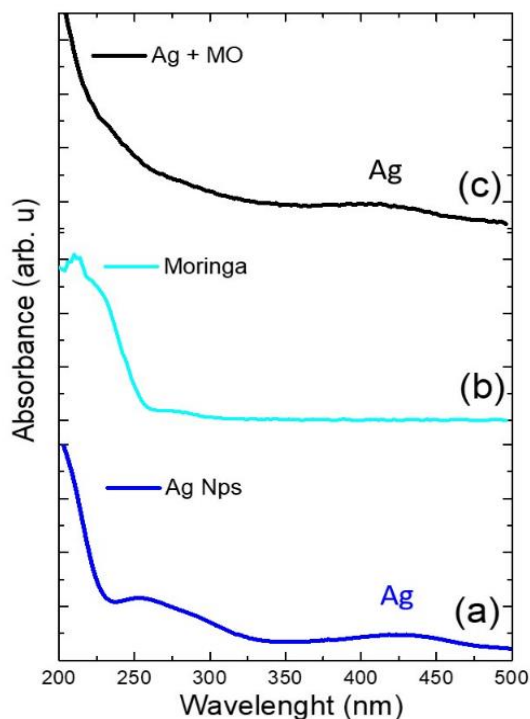 Ag + MO
Ag
(c)
Moringa
(b)
Ag Nps
Ag
(a)
Absorbance (arb. u)
200 250 300 350 400 450 500
Wavelenght (nm)